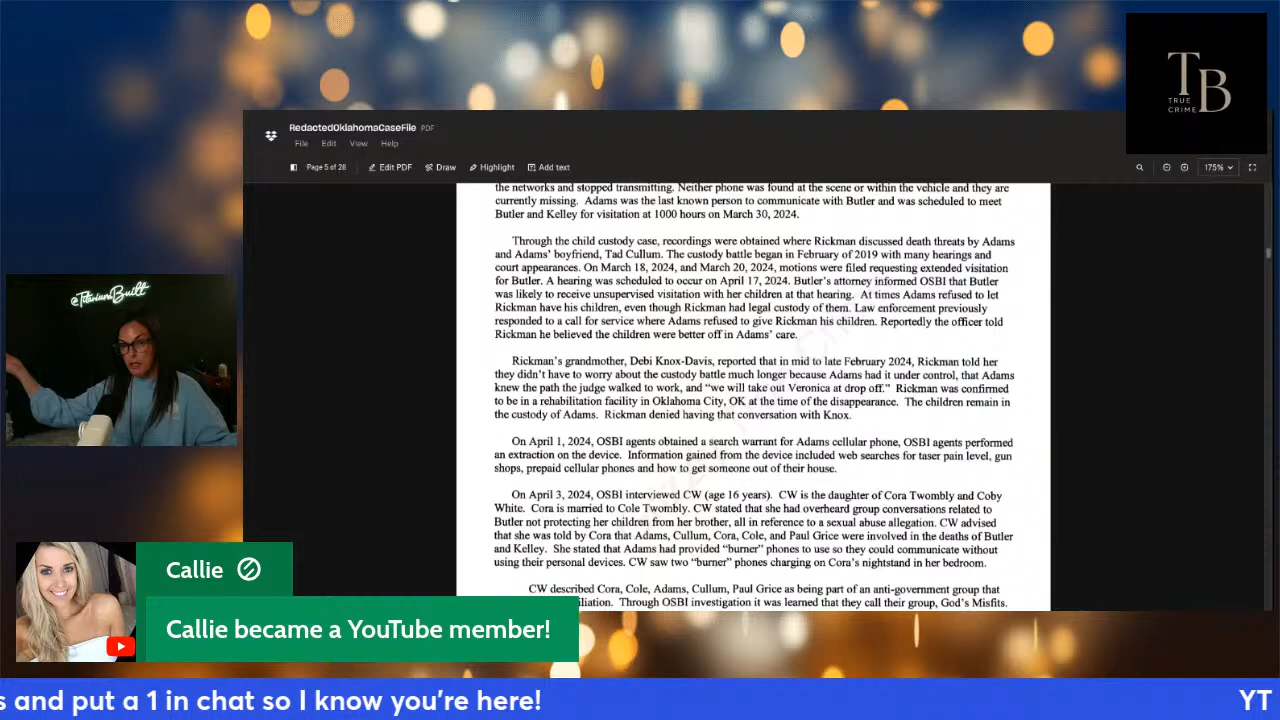 TB
TRUE
CRIME
RedactedOklahomaCaseFile PDF
File Edit View Help
Page 5 of 28 Edit PDF Draw Highlight Add text 175%
the networks and stopped transmitting. Neither phone was found at the scene or within the vehicle and they are
currently missing. Adams was the last known person to communicate with Butler and was scheduled to meet
Butler and Kelley for visitation at 1000 hours on March 30, 2024.
Through the child custody case, recordings were obtained where Rickman discussed death threats by Adams
and Adams' boyfriend, Tad Cullum. The custody battle began in February of 2019 with many hearings and
court appearances. On March 18, 2024, and March 20, 2024, motions were filed requesting extended visitation
for Butler. A hearing was scheduled to occur on April 17, 2024. Butler's attorney informed OSBI that Butler
was likely to receive unsupervised visitation with her children at that hearing. At times Adams refused to let
Rickman have his children, even though Rickman had legal custody of them. Law enforcement previously
responded to a call for service where Adams refused to give Rickman his children. Reportedly the officer told
Rickman he believed the children were better off in Adams' care.
Rickman's grandmother, Debi Knox-Davis, reported that in mid to late February 2024, Rickman told her
they didn't have to worry about the custody battle much longer because Adams had it under control, that Adams
knew the path the judge walked to work, and "we will take out Veronica at drop off." Rickman was confirmed
to be in a rehabilitation facility in Oklahoma City, OK at the time of the disappearance. The children remain in
the custody of Adams. Rickman denied having that conversation with Knox.
On April 1, 2024, OSBI agents obtained a search warrant for Adams cellular phone, OSBI agents performed
an extraction on the device. Information gained from the device included web searches for taser pain level, gun
shops, prepaid cellular phones and how to get someone out of their house.
On April 3, 2024, OSBI interviewed CW (age 16 years). CW is the daughter of Cora Twombly and Coby
White. Cora is married to Cole Twombly. CW stated that she had overheard group conversations related to
Butler not protecting her children from her brother, all in reference to a sexual abuse allegation. CW advised
that she was told by Cora that Adams, Cullum, Cora, Cole, and Paul Grice were involved in the deaths of Butler
and Kelley. She stated that Adams had provided "burner" phones to use so they could communicate without
using their personal devices. CW saw two "burner" phones charging on Cora's nightstand in her bedroom.
CW described Cora, Cole, Adams, Cullum, Paul Grice as being part of an anti-government group that
iliation. Through OSBI investigation it was learned that they call their group, God's Misfits.
@TitaniumBuilt
Callie
Callie became a YouTube member!
s and put a 1 in chat so I know you're here! YT